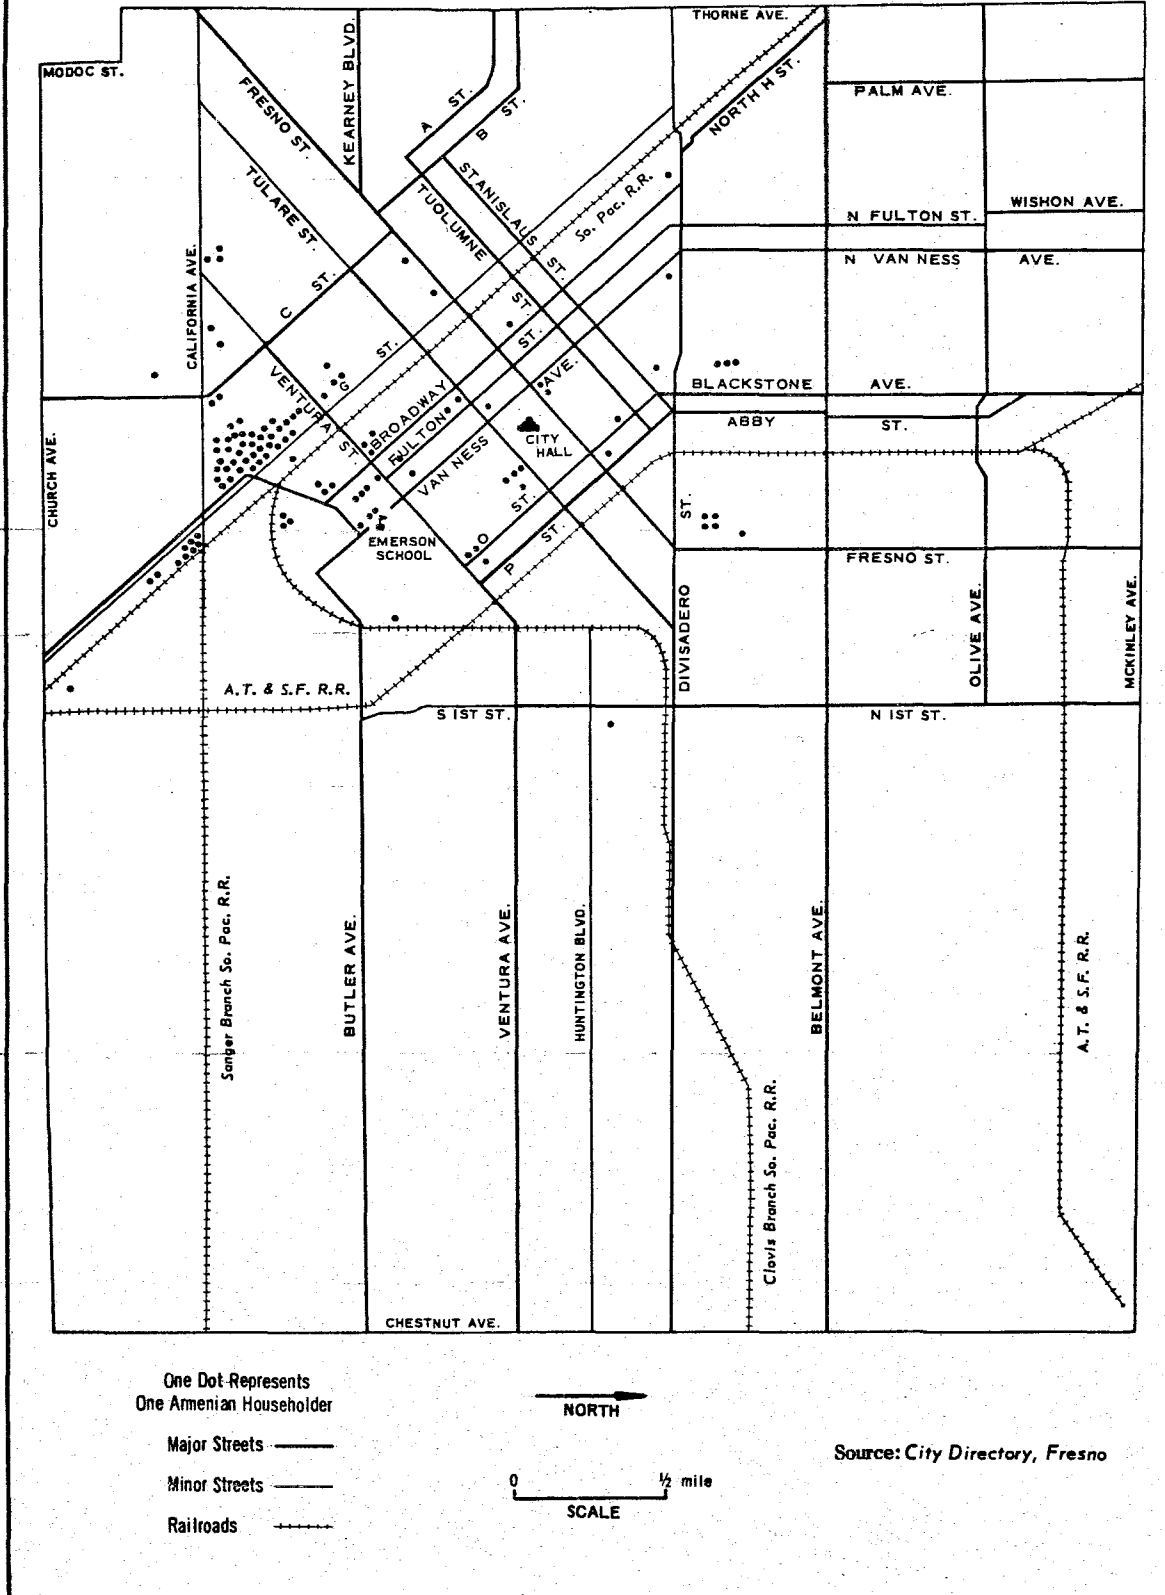 THORNE AVE.
MODOC ST.
KEARNEY BLVD.
FRESNO ST.
A ST.
B ST.
NORTH H ST.
PALM AVE.
TULARE ST.
STANISLAUS ST.
TUOLUMNE ST.
So. Pac. R.R.
WISHON AVE.
N FULTON ST.
N VAN NESS AVE.
CALIFORNIA AVE.
C ST.
G ST.
VENTURA ST.
BROADWAY ST.
FULTON
VAN NESS AVE.
BLACKSTONE AVE.
ABBY ST.
CITY
HALL
CHURCH AVE.
EMERSON
SCHOOL
O ST.
P ST.
DIVISADERO ST.
FRESNO ST.
OLIVE AVE.
MCKINLEY AVE.
A.T. & S.F. R.R.
S 1ST ST.
N 1ST ST.
Sanger Branch So. Pac. R.R.
BUTLER AVE.
VENTURA AVE.
HUNTINGTON BLVD.
BELMONT AVE.
A.T. & S.F. R.R.
Clovis Branch So. Pac. R.R.
CHESTNUT AVE.
One Dot Represents
One Armenian Householder
Major Streets
Minor Streets
Railroads
NORTH
0 ½ mile
SCALE
Source: City Directory, Fresno